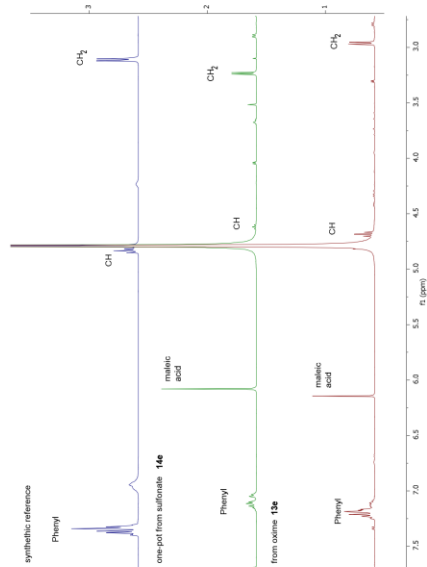 synthethic reference
Phenyl
CH
CH2
3
one-pot from sulfonate 14e
Phenyl
maleic
acid
CH
CH2
2
from oxime 13e
Phenyl
maleic
acid
CH
CH2
1
7.5
7.0
6.5
6.0
5.5
5.0
4.5
4.0
3.5
3.0
f1 (ppm)